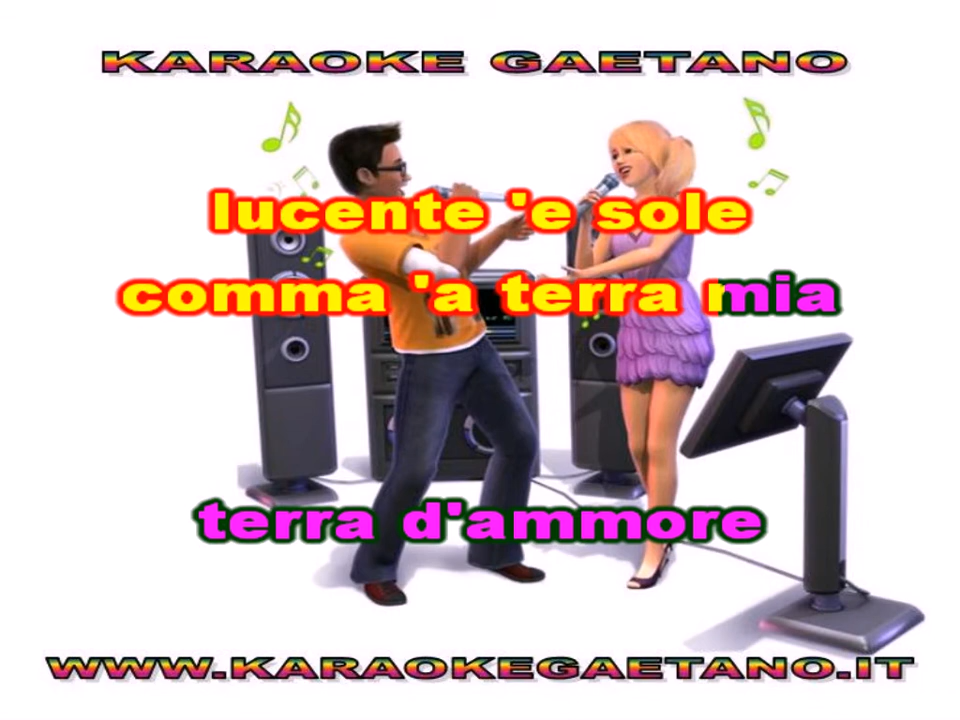 KARAOKE GAETANO
lucente 'e sole
comma 'a terra mia
terra d'ammore
WWW.KARAOKEGAETANO.IT